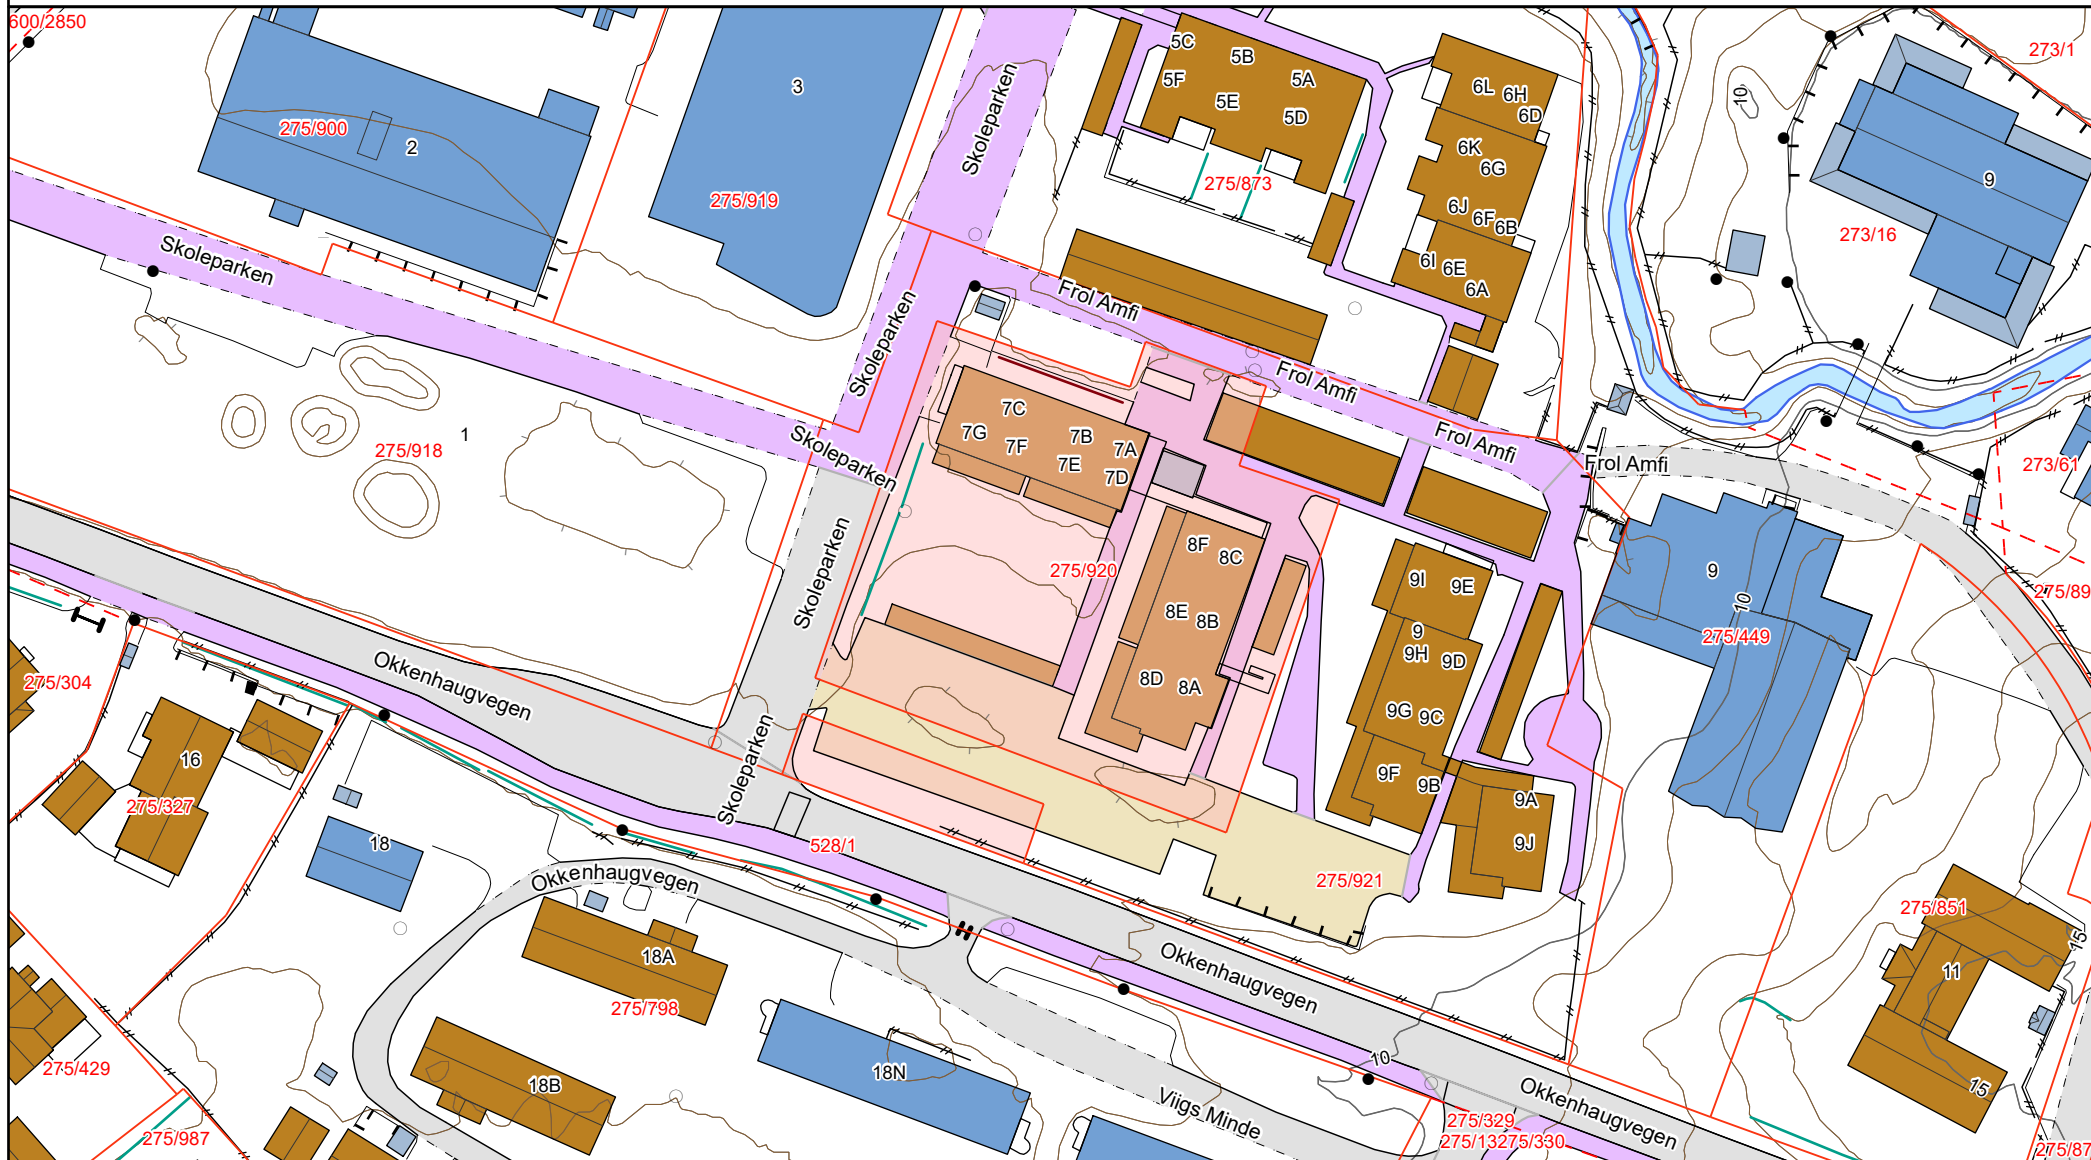 600/2850
5C
5B
5A
5F
5E
5D
273/1
3
6L
6H
6D
10
275/900
2
Skoleparken
6K
6G
275/873
275/919
9
6J
6F
6B
273/16
Skoleparken
6I
6E
6A
Frol Amfi
Skoleparken
Frol Amfi
7C
7G
7B
7F
7A
7E
7D
1
275/918
Skoleparken
Frol Amfi
Frol Amfi
273/61
8F
8C
275/920
9I
9E
9
10
275/89
Skoleparken
8E
8B
9
9H
9D
275/449
275/304
Okkenhaugvegen
8D
8A
9G
9C
16
Skoleparken
9F
9B
9A
275/327
18
528/1
9J
Okkenhaugvegen
275/921
275/851
15
18A
Okkenhaugvegen
11
275/798
275/429
18B
18N
10
15
Viigs Minde
Okkenhaugvegen
275/987
275/329
275/13275/330
275/87